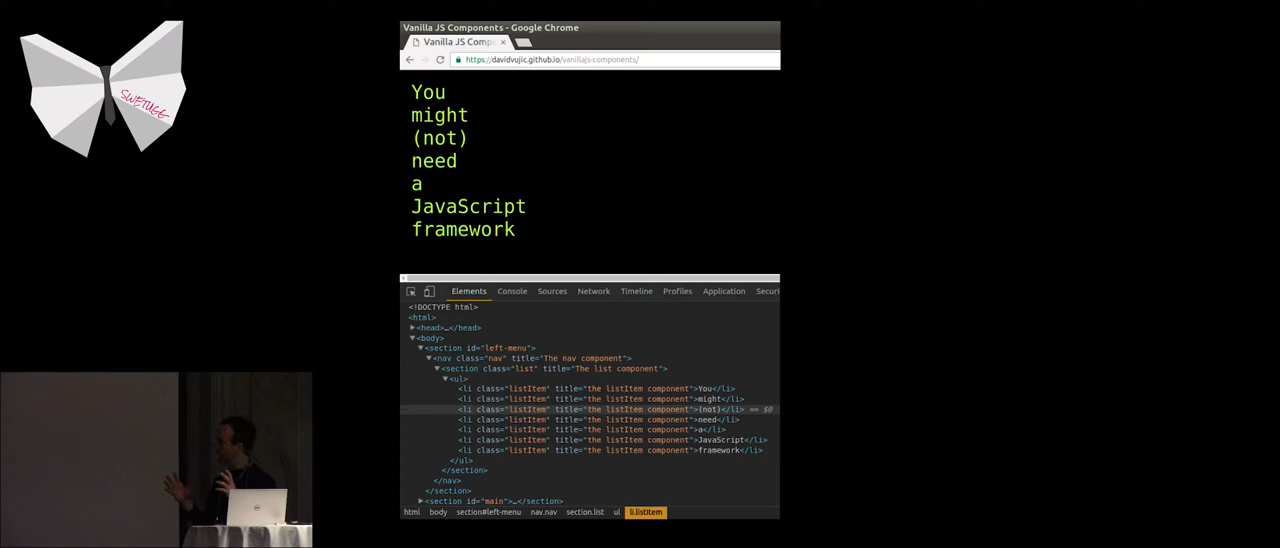 SWETUGG
Vanilla JS Components - Google Chrome
Vanilla JS Comp
https://davidvujic.github.io/vanillajs-components/
You
might
(not)
need
a
JavaScript
framework
Elements Console Sources Network Timeline Profiles Application Securi
<!DOCTYPE html>
<html>
<head>…</head>
<body>
<section id="left-menu">
<nav class="nav" title="The nav component">
<section class="list" title="The list component">
<ul>
<li class="listItem" title="the listItem component">You</li>
<li class="listItem" title="the listItem component">might</li>
<li class="listItem" title="the listItem component">(not)</li> == $0
<li class="listItem" title="the listItem component">need</li>
<li class="listItem" title="the listItem component">a</li>
<li class="listItem" title="the listItem component">JavaScript</li>
<li class="listItem" title="the listItem component">framework</li>
</ul>
</section>
</nav>
</section>
<section id="main">…</section>
html body section#left-menu nav.nav section.list ul li.listItem